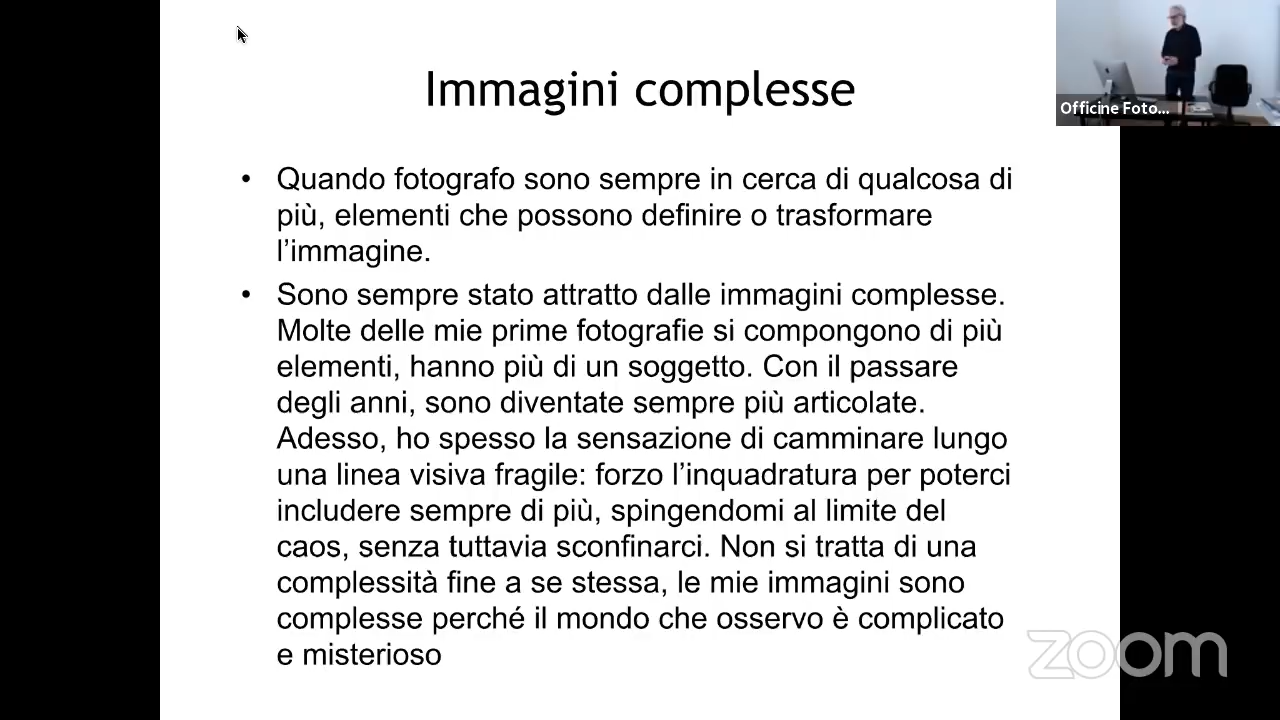 Immagini complesse
Officine Foto...
• Quando fotografo sono sempre in cerca di qualcosa di
più, elementi che possono definire o trasformare
l’immagine.
• Sono sempre stato attratto dalle immagini complesse.
Molte delle mie prime fotografie si compongono di più
elementi, hanno più di un soggetto. Con il passare
degli anni, sono diventate sempre più articolate.
Adesso, ho spesso la sensazione di camminare lungo
una linea visiva fragile: forzo l’inquadratura per poterci
includere sempre di più, spingendomi al limite del
caos, senza tuttavia sconfinarci. Non si tratta di una
complessità fine a se stessa, le mie immagini sono
complesse perché il mondo che osservo è complicato
e misterioso
zoom